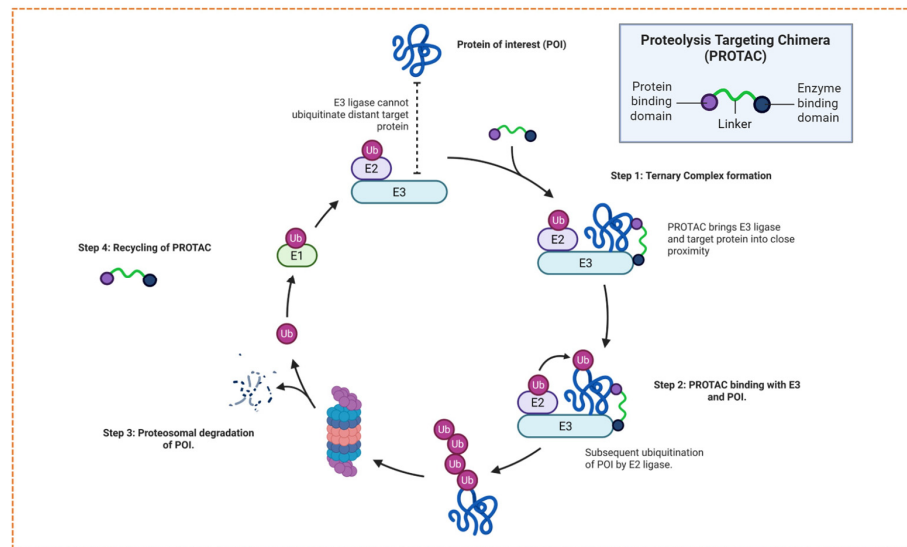 Protein of interest (POI)
Proteolysis Targeting Chimera
(PROTAC)
Protein
binding
domain
Linker
Enzyme
binding
domain
E3 ligase cannot
ubiquitinate distant target
protein
Ub
E2
E3
Step 1: Ternary Complex formation
Ub
E2
E3
PROTAC brings E3 ligase
and target protein into close
proximity
Step 4: Recycling of PROTAC
Ub
E1
Ub
Ub
Ub
E2
E3
Step 2: PROTAC binding with E3
and POI.
Subsequent ubiquitination
of POI by E2 ligase.
Step 3: Proteosomal degradation
of POI.
Ub
Ub
Ub
Ub